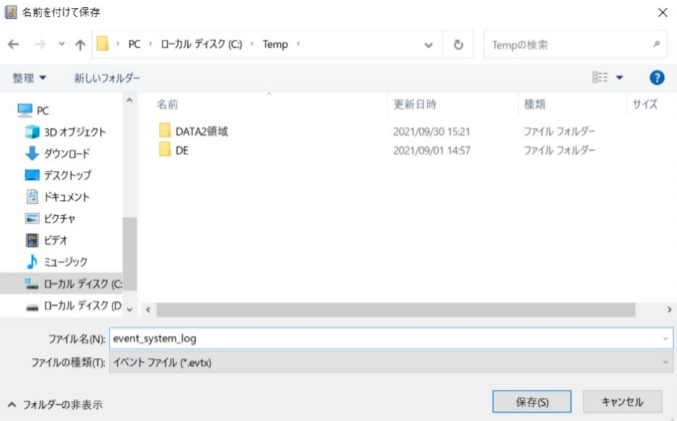 名前を付けて保存
PC › ローカル ディスク (C:) › Temp ›
Tempの検索
整理 新しいフォルダー
名前 更新日時 種類 サイズ
DATA2領域 2021/09/30 15:21 ファイル フォルダー
DE 2021/09/01 14:57 ファイル フォルダー
PC
3D オブジェクト
ダウンロード
デスクトップ
ドキュメント
ピクチャ
ビデオ
ミュージック
ローカル ディスク (C:
ローカル ディスク (D
ファイル名(N): event_system_log
ファイルの種類(T): イベント ファイル (*.evtx)
フォルダーの非表示
保存(S) キャンセル